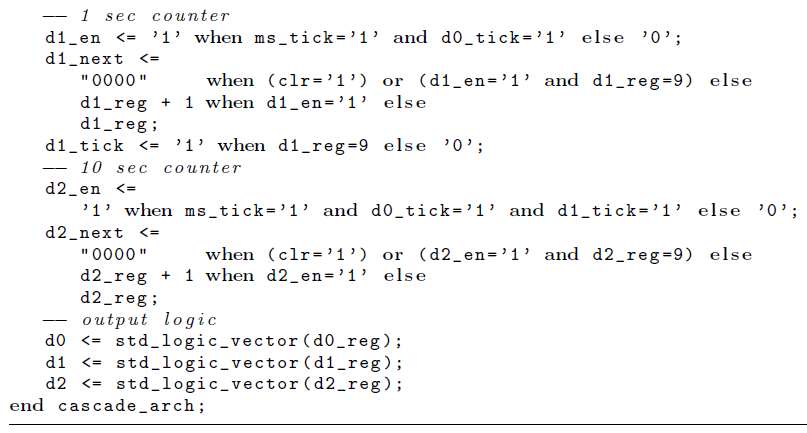 —— 1 sec counter
d1_en <= '1' when ms_tick='1' and d0_tick='1' else '0';
d1_next <=
"0000" when (clr='1') or (d1_en='1' and d1_reg=9) else
d1_reg + 1 when d1_en='1' else
d1_reg;
d1_tick <= '1' when d1_reg=9 else '0';
—— 10 sec counter
d2_en <=
'1' when ms_tick='1' and d0_tick='1' and d1_tick='1' else '0';
d2_next <=
"0000" when (clr='1') or (d2_en='1' and d2_reg=9) else
d2_reg + 1 when d2_en='1' else
d2_reg;
—— output logic
d0 <= std_logic_vector(d0_reg);
d1 <= std_logic_vector(d1_reg);
d2 <= std_logic_vector(d2_reg);
end cascade_arch;